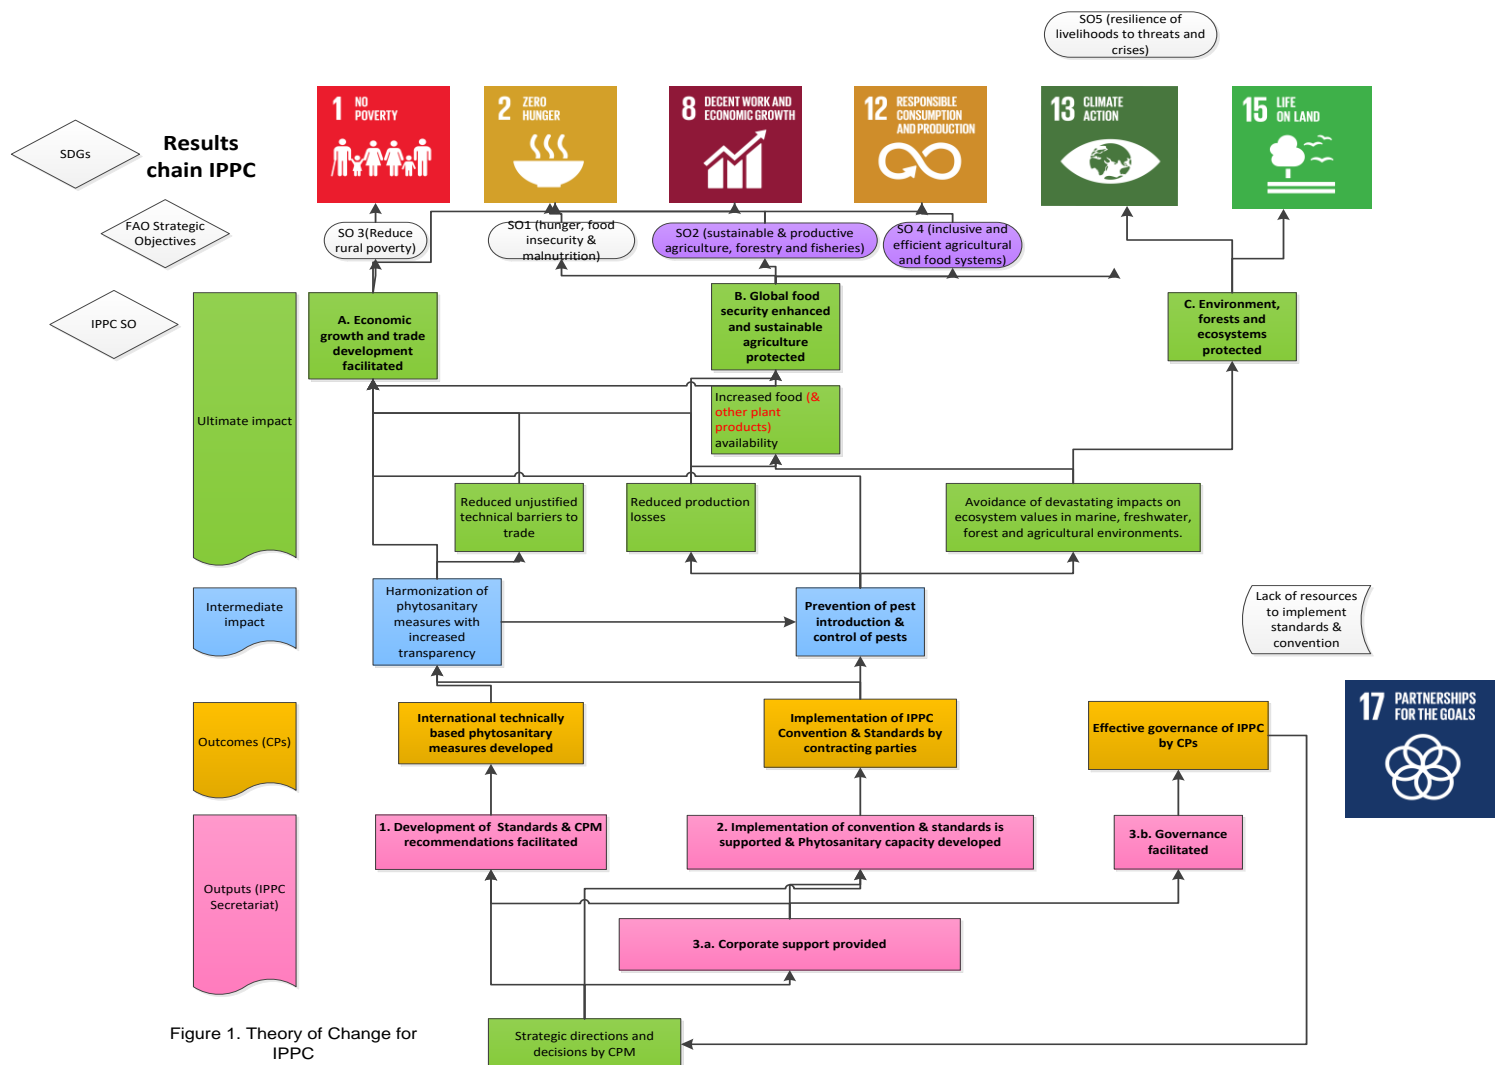 SO5 (resilience of
livelihoods to threats and
crises)
1 NO
POVERTY
2 ZERO
HUNGER
8 DECENT WORK AND
ECONOMIC GROWTH
12 RESPONSIBLE
CONSUMPTION
AND PRODUCTION
13 CLIMATE
ACTION
15 LIFE
ON LAND
SDGs
Results
chain IPPC
FAO Strategic
Objectives
SO 3(Reduce
rural poverty)
SO1 (hunger, food
insecurity &
malnutrition)
SO2 (sustainable & productive
agriculture, forestry and fisheries)
SO 4 (inclusive and
efficient agricultural
and food systems)
IPPC SO
A. Economic
growth and trade
development
facilitated
B. Global food
security enhanced
and sustainable
agriculture
protected
C. Environment,
forests and
ecosystems
protected
Ultimate impact
Increased food (&
other plant
products)
availability
Reduced unjustified
technical barriers to
trade
Reduced production
losses
Avoidance of devastating impacts on
ecosystem values in marine, freshwater,
forest and agricultural environments.
Intermediate
impact
Harmonization of
phytosanitary
measures with
increased
transparency
Prevention of pest
introduction &
control of pests
Lack of resources
to implement
standards &
convention
17 PARTNERSHIPS
FOR THE GOALS
Outcomes (CPs)
International technically
based phytosanitary
measures developed
Implementation of IPPC
Convention & Standards by
contracting parties
Effective governance of IPPC
by CPs
Outputs (IPPC
Secretariat)
1. Development of Standards & CPM
recommendations facilitated
2. Implementation of convention & standards is
supported & Phytosanitary capacity developed
3.b. Governance
facilitated
3.a. Corporate support provided
Strategic directions and
decisions by CPM
Figure 1. Theory of Change for
IPPC